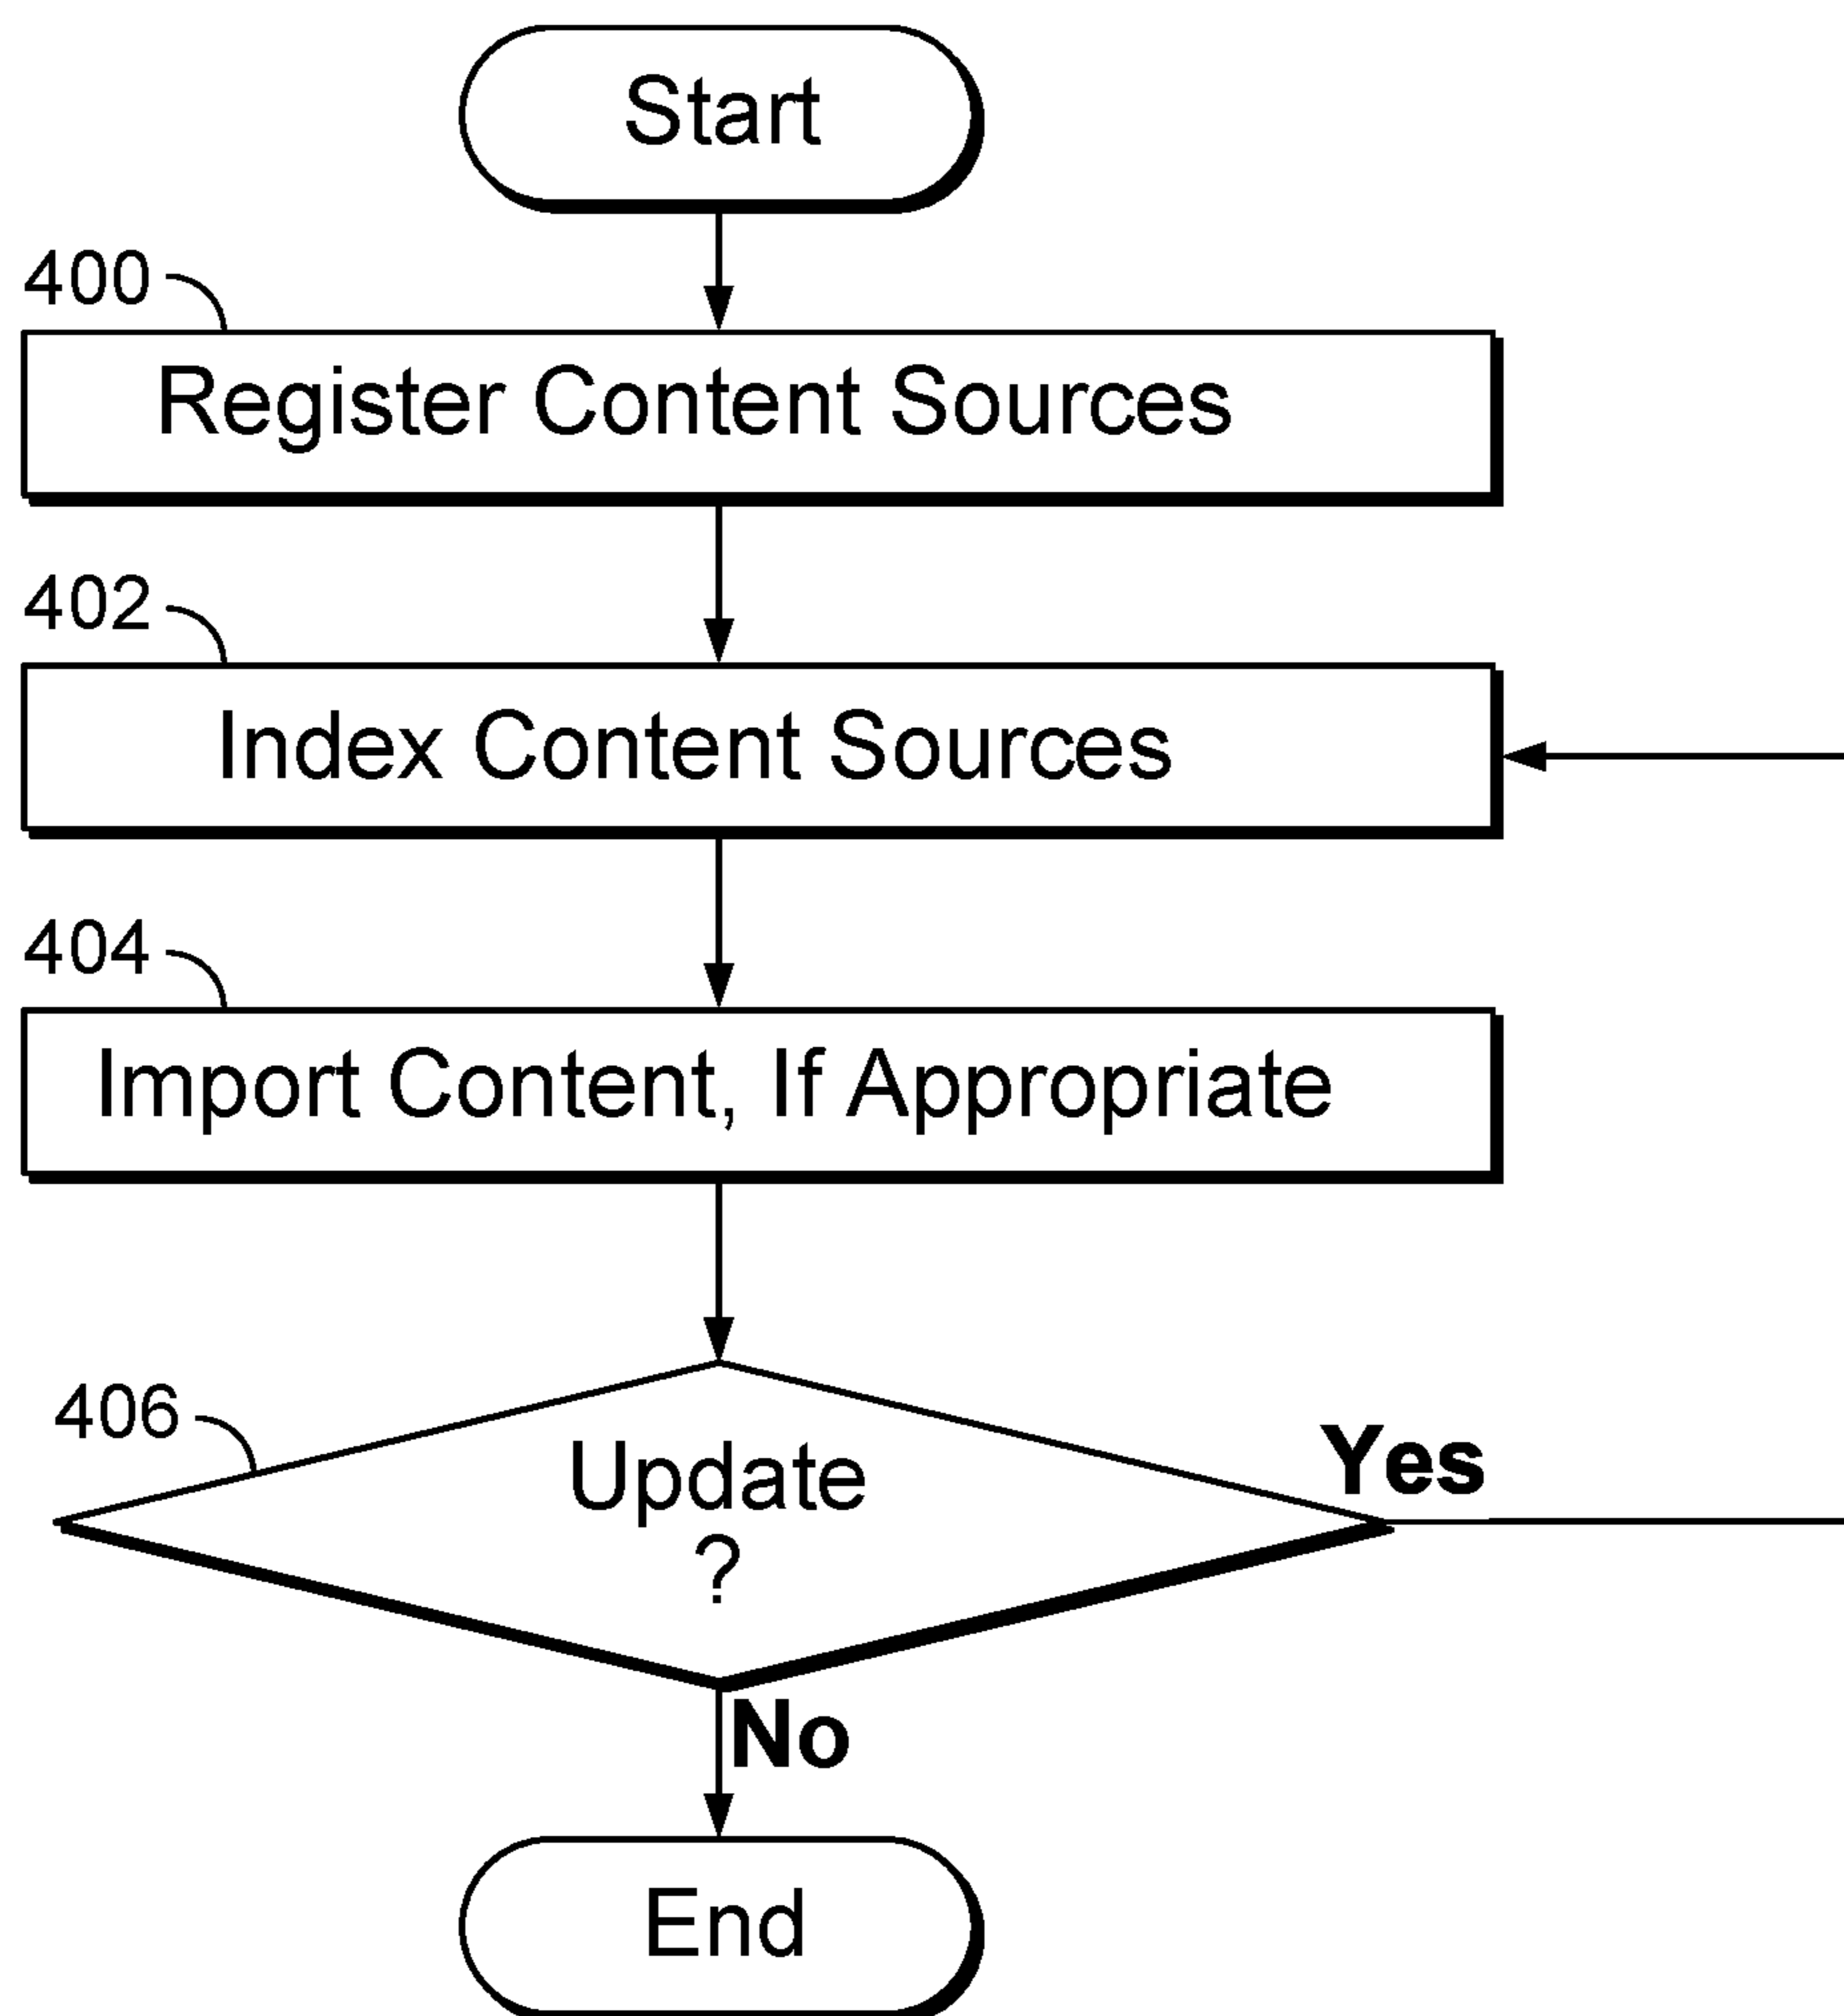 Start
400
Register Content Sources
402
Index Content Sources
404
Import Content, If Appropriate
406
Update
?
Yes
No
End